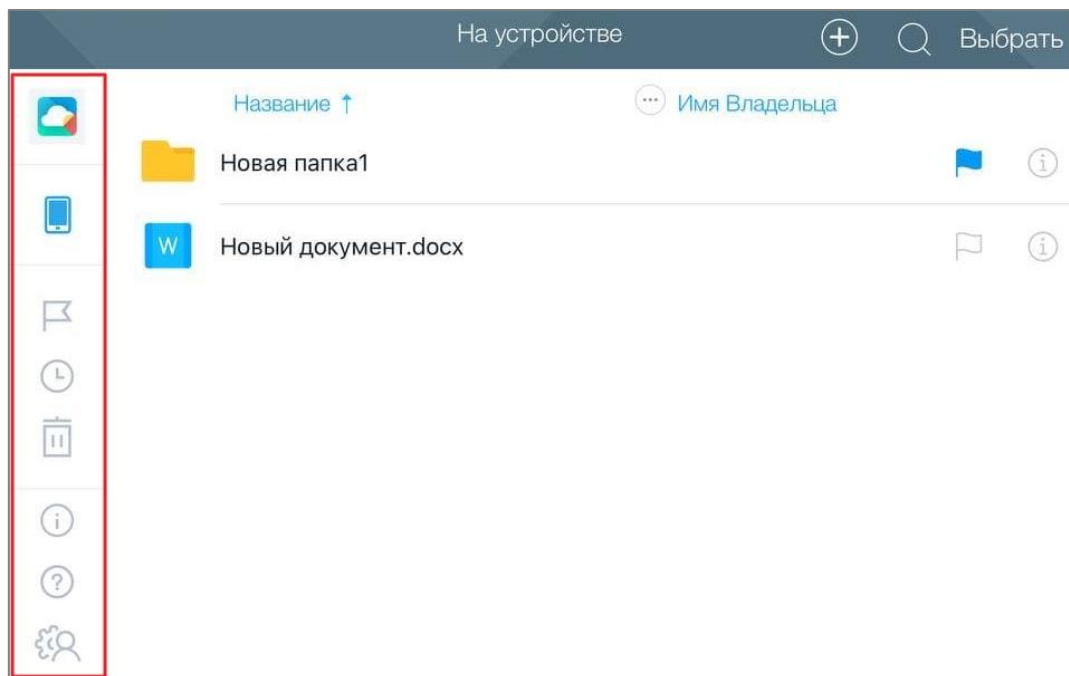 На устройстве
Выбрать
Название ↑
Имя Владельца
Новая папка1
W
Новый документ.docx